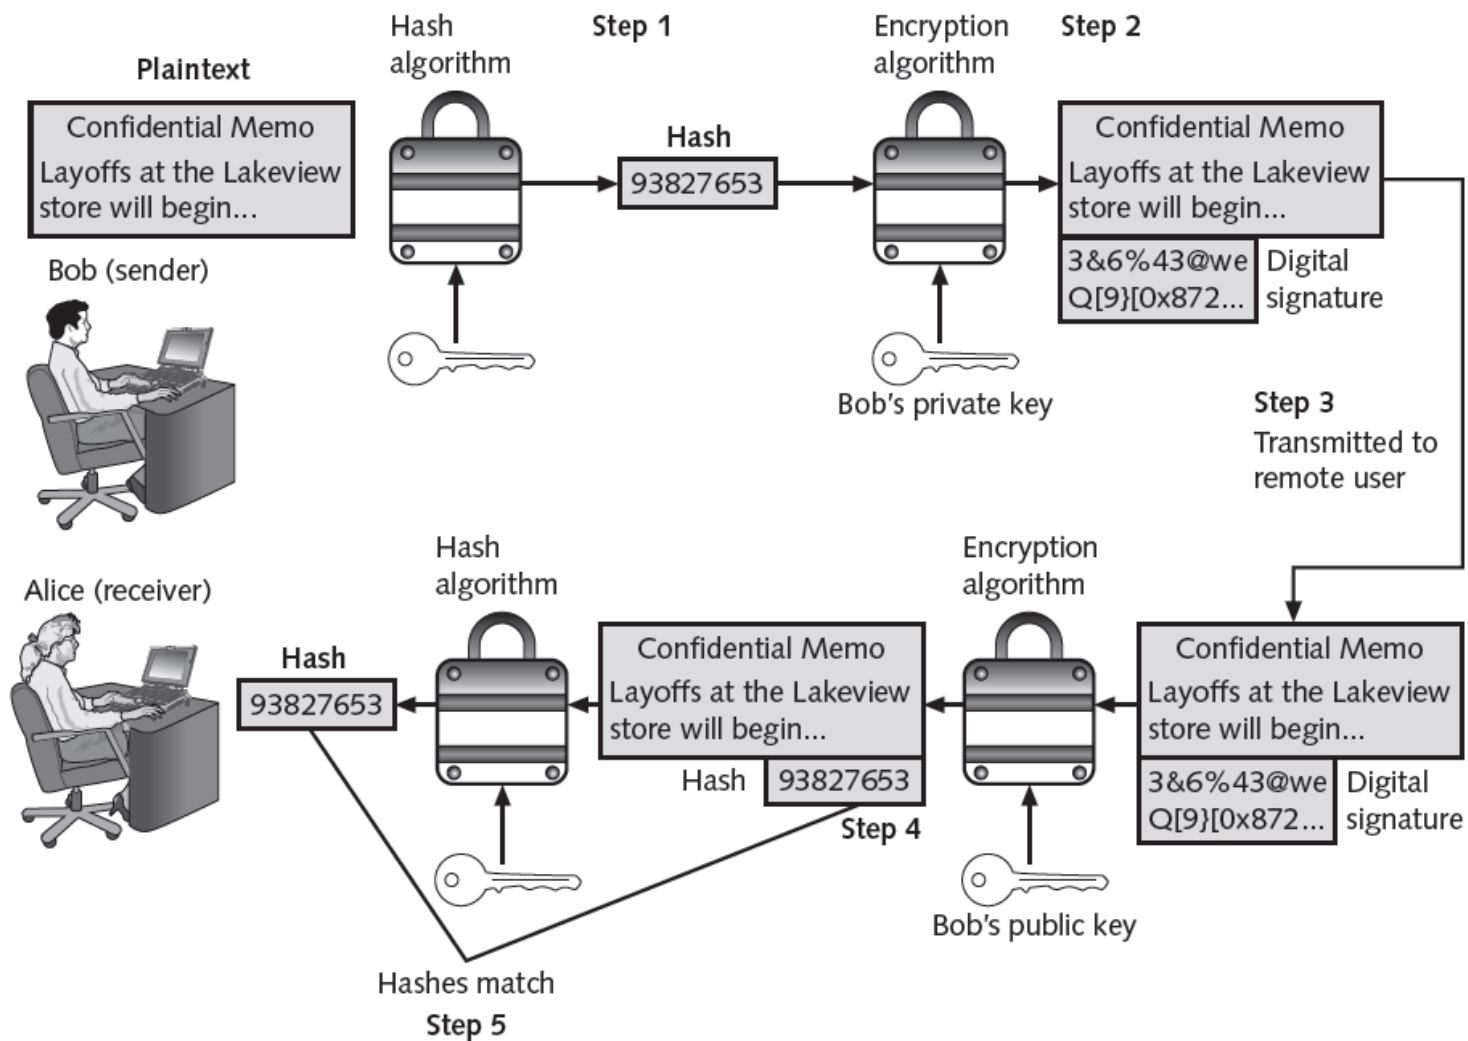 Hash
algorithm
Step 1
Encryption
algorithm
Step 2
Plaintext
Confidential Memo
Layoffs at the Lakeview
store will begin...
Hash
93827653
Confidential Memo
Layoffs at the Lakeview
store will begin...
3&6%43@we
Q[9}[0x872...
Digital
signature
Bob (sender)
Bob's private key
Step 3
Transmitted to
remote user
Alice (receiver)
Hash
93827653
Hash
algorithm
Confidential Memo
Layoffs at the Lakeview
store will begin...
Hash
93827653
Step 4
Encryption
algorithm
Bob's public key
Confidential Memo
Layoffs at the Lakeview
store will begin...
3&6%43@we
Q[9}[0x872...
Digital
signature
Hashes match
Step 5